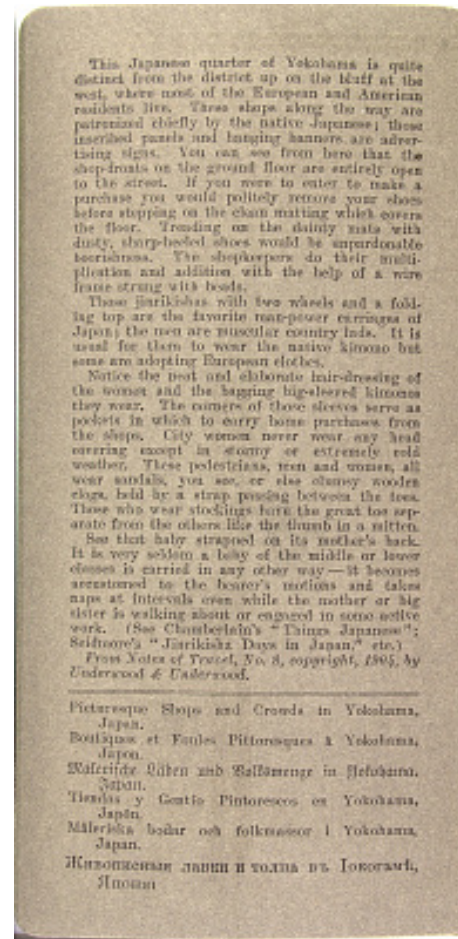 This Japanese quarter of Yokohama is quite
distinct from the district up on the bluff at the
west, where most of the European and American
residents live. These shops along the way are
patronized chiefly by the native Japanese; those
inscribed panels and hanging banners are adver-
tising signs. You can see from here that the
shop-fronts on the ground floor are entirely open
to the street. If you were to enter to make a
purchase you would politely remove your shoes
before stepping on the clean matting which covers
the floor. Treading on the dainty mats with
dusty, sharp-heeled shoes would be unpardonable
boorishness. The shopkeepers do their multi-
plication and addition with the help of a wire
frame strung with beads.
These jinrikishas with two wheels and a fold-
ing top are the favorite man-power carriages of
Japan; the men are muscular country lads. It is
usual for them to wear the native kimono but
some are adopting European clothes.
Notice the neat and elaborate hair-dressing of
the women and the bagging big-sleeved kimonos
they wear. The corners of those sleeves serve as
pockets in which to carry home purchases from
the shops. City women never wear any head
covering except in stormy or extremely cold
weather. These pedestrians, men and women, all
wear sandals, you see, or else clumsy wooden
clogs, held by a strap passing between the toes.
Those who wear stockings have the great toe sep-
arate from the others like the thumb in a mitten.
See that baby strapped on its mother's back.
It is very seldom a baby of the middle or lower
classes is carried in any other way—it becomes
accustomed to the bearer's motions and takes
naps at intervals even while the mother or big
sister is walking about or engaged in some active
work. (See Chamberlain's "Things Japanese";
Scidmore's "Jinrikisha Days in Japan," etc.)
From Notes of Travel, No. 8, copyright, 1904, by
Underwood & Underwood.
Picturesque Shops and Crowds in Yokohama,
Japan.
Boutiques et Foules Pittoresques à Yokohama,
Japon.
Malerische Läden und Volksmenge in Yokohama,
Japan.
Tiendas y Gentio Pintorescos en Yokohama,
Japón.
Måleriska bodar och folkmassor i Yokohama,
Japan.
Живописныя лавки и толпа въ Іокогамѣ,
Японія